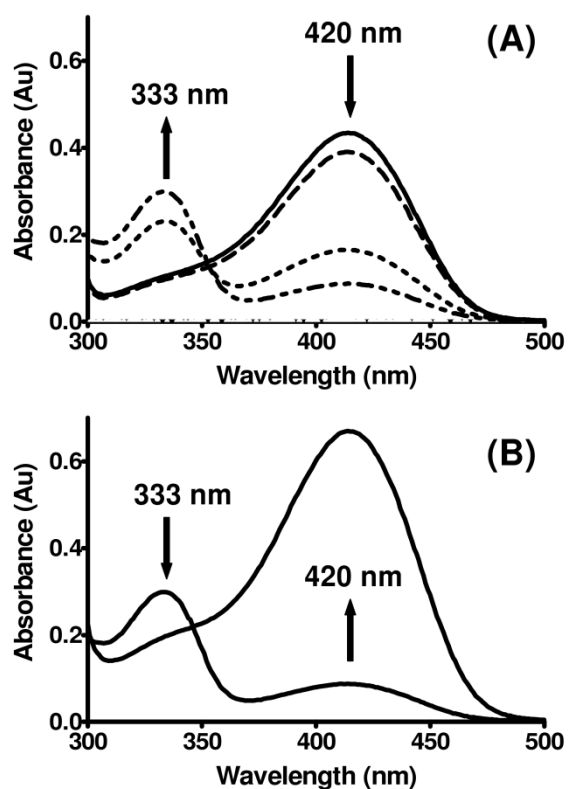 (A)
420 nm
333 nm
Absorbance (Au)
0.6
0.4
0.2
0.0
300 350 400 450 500
Wavelength (nm)
(B)
333 nm
420 nm
Absorbance (Au)
0.6
0.4
0.2
0.0
300 350 400 450 500
Wavelength (nm)